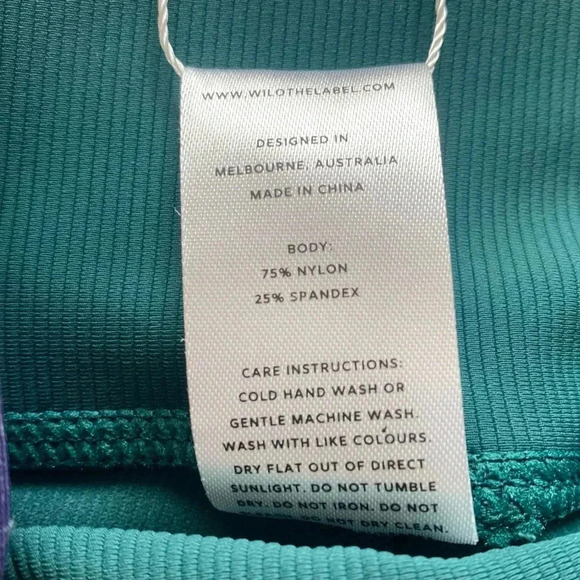 WWW.WILOTHELABEL.COM
DESIGNED IN
MELBOURNE, AUSTRALIA
MADE IN CHINA
BODY:
75% NYLON
25% SPANDEX
CARE INSTRUCTIONS:
COLD HAND WASH OR
GENTLE MACHINE WASH.
WASH WITH LIKE COLOURS.
DRY FLAT OUT OF DIRECT
SUNLIGHT. DO NOT TUMBLE
DRY. DO NOT IRON. DO NOT
DO NOT DRY CLEAN.